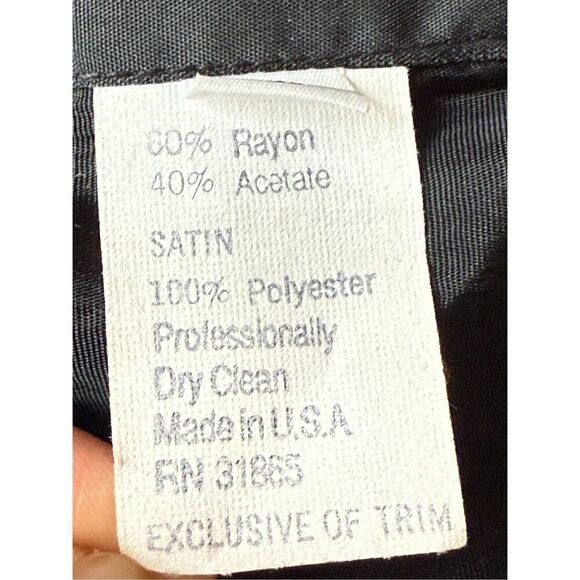 60% Rayon
40% Acetate
SATIN
100% Polyester
Professionally
Dry Clean
Made in U.S.A
RN 31865
EXCLUSIVE OF TRIM